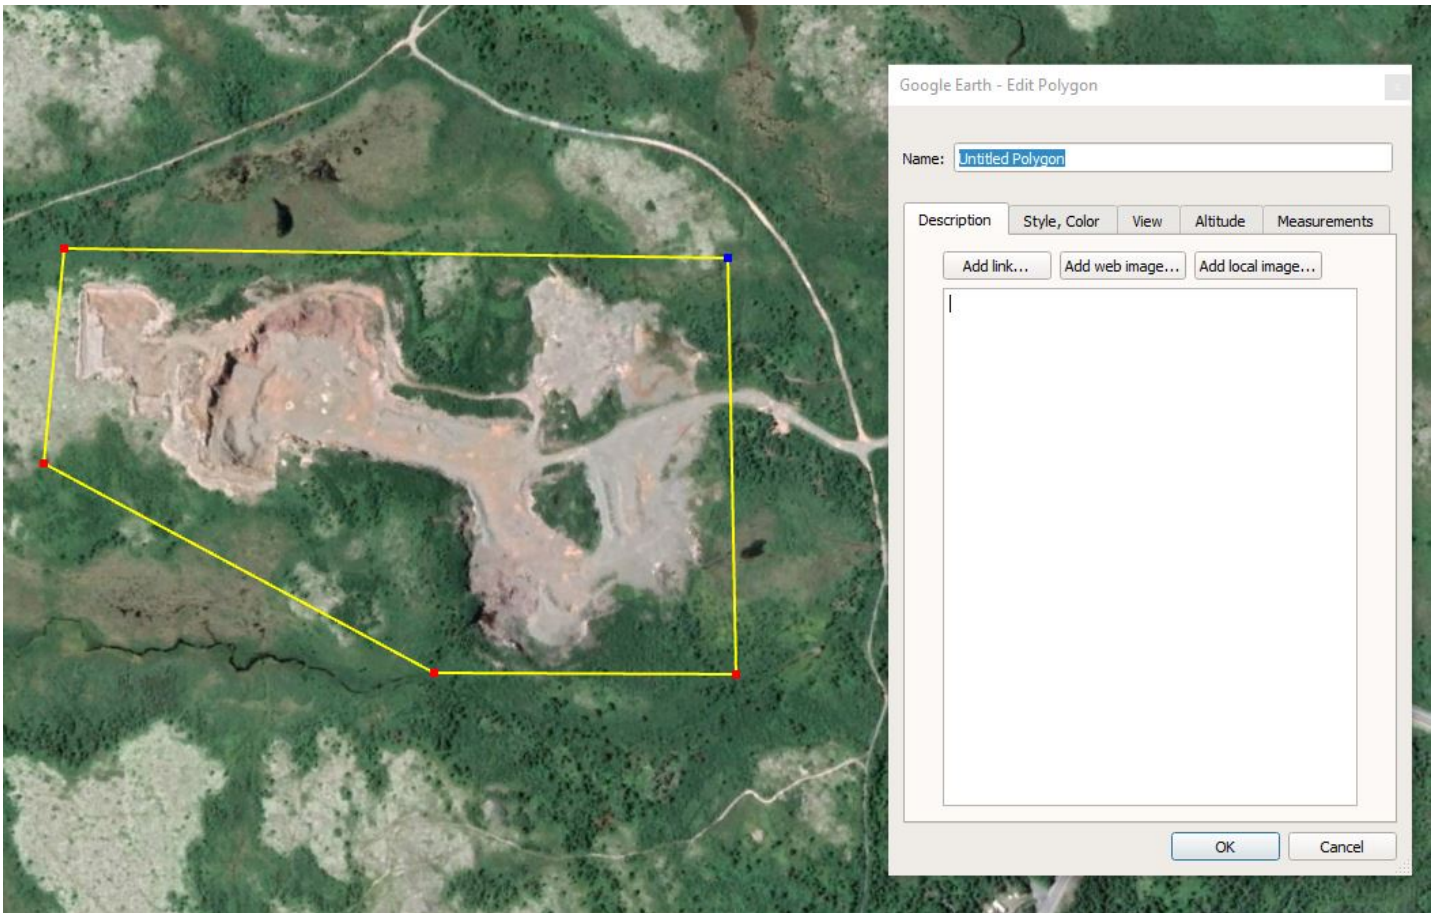 Google Earth - Edit Polygon
Name: Untitled Polygon
Description Style, Color View Altitude Measurements
Add link... Add web image... Add local image...
OK Cancel